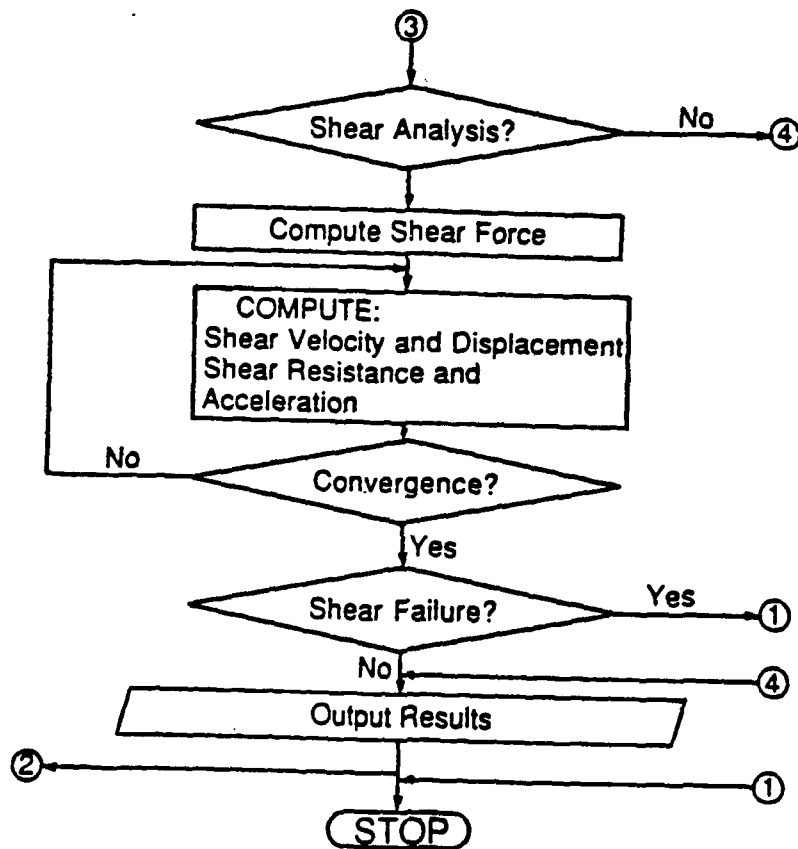 3
Shear Analysis?
No
4
Compute Shear Force
COMPUTE:
Shear Velocity and Displacement
Shear Resistance and
Acceleration
No
Convergence?
Yes
Shear Failure?
Yes
1
No
4
Output Results
2
1
STOP